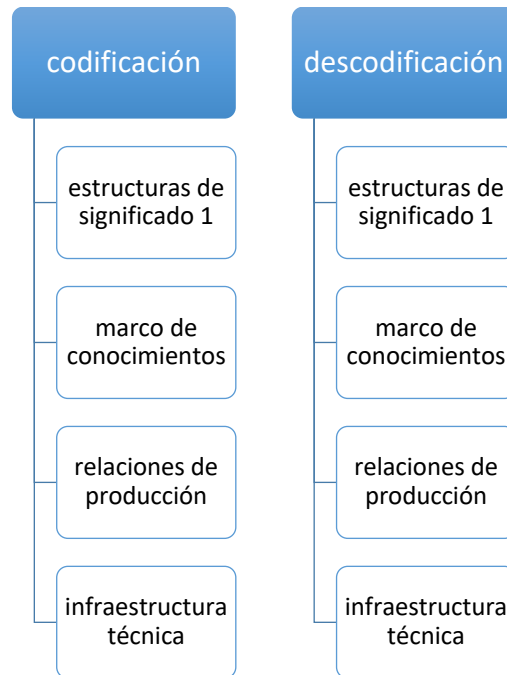 codificación
estructuras de
significado 1
marco de
conocimientos
relaciones de
producción
infraestructura
técnica
descodificación
estructuras de
significado 1
marco de
conocimientos
relaciones de
producción
infraestructura
técnica